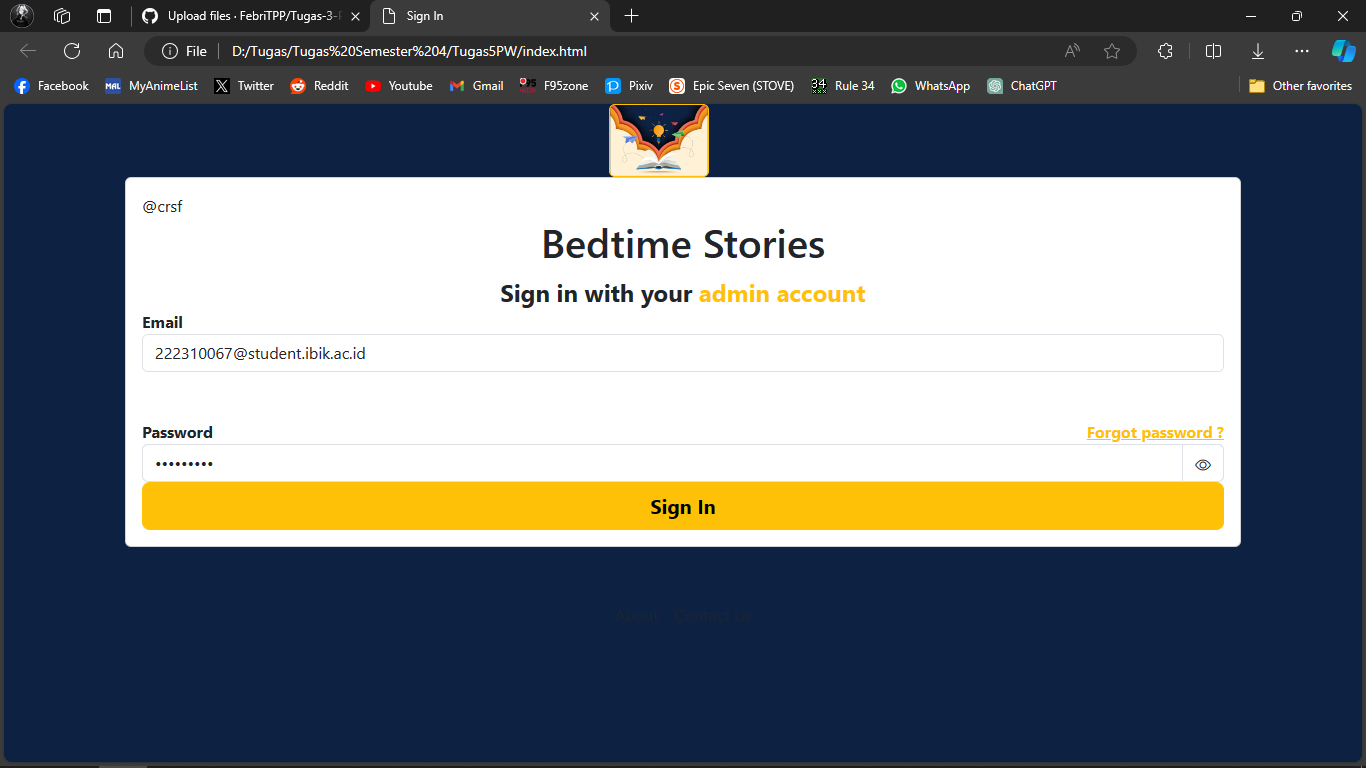 Upload files · FebriTPP/Tugas-3-
Sign In
File
D:/Tugas/Tugas%20Semester%204/Tugas5PW/index.html
Facebook
MyAnimeList
Twitter
Reddit
Youtube
Gmail
F95zone
Pixiv
Epic Seven (STOVE)
34 Rule 34
WhatsApp
ChatGPT
Other favorites
@crsf
Bedtime Stories
Sign in with your admin account
Email
222310067@student.ibik.ac.id
Password
Forgot password ?
•••••••••
Sign In
About Contact Us